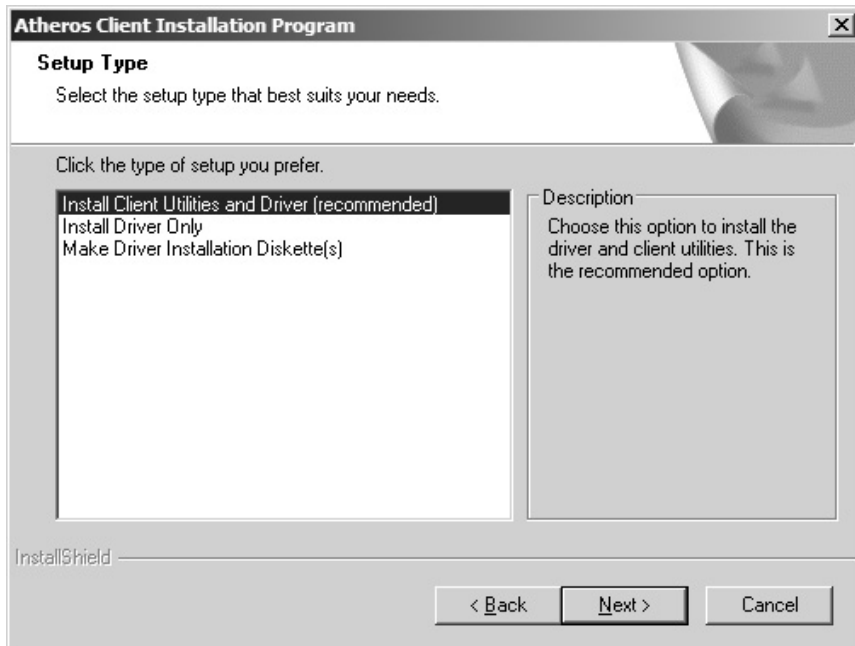 Atheros Client Installation Program
Setup Type
Select the setup type that best suits your needs.
Click the type of setup you prefer.
Install Client Utilities and Driver (recommended)
Install Driver Only
Make Driver Installation Diskette(s)
Description
Choose this option to install the
driver and client utilities. This is
the recommended option.
InstallShield
< Back
Next >
Cancel